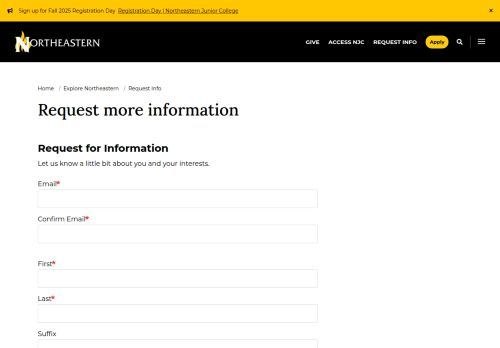 Sign up for Fall 2025 Registration Day Registration Day | Northeastern Junior College ×
NORTHEASTERN GIVE ACCESS NJC REQUEST INFO Apply
Home / Explore Northeastern / Request Info
Request more information
Request for Information
Let us know a little bit about you and your interests.
Email*
Confirm Email*
First*
Last*
Suffix